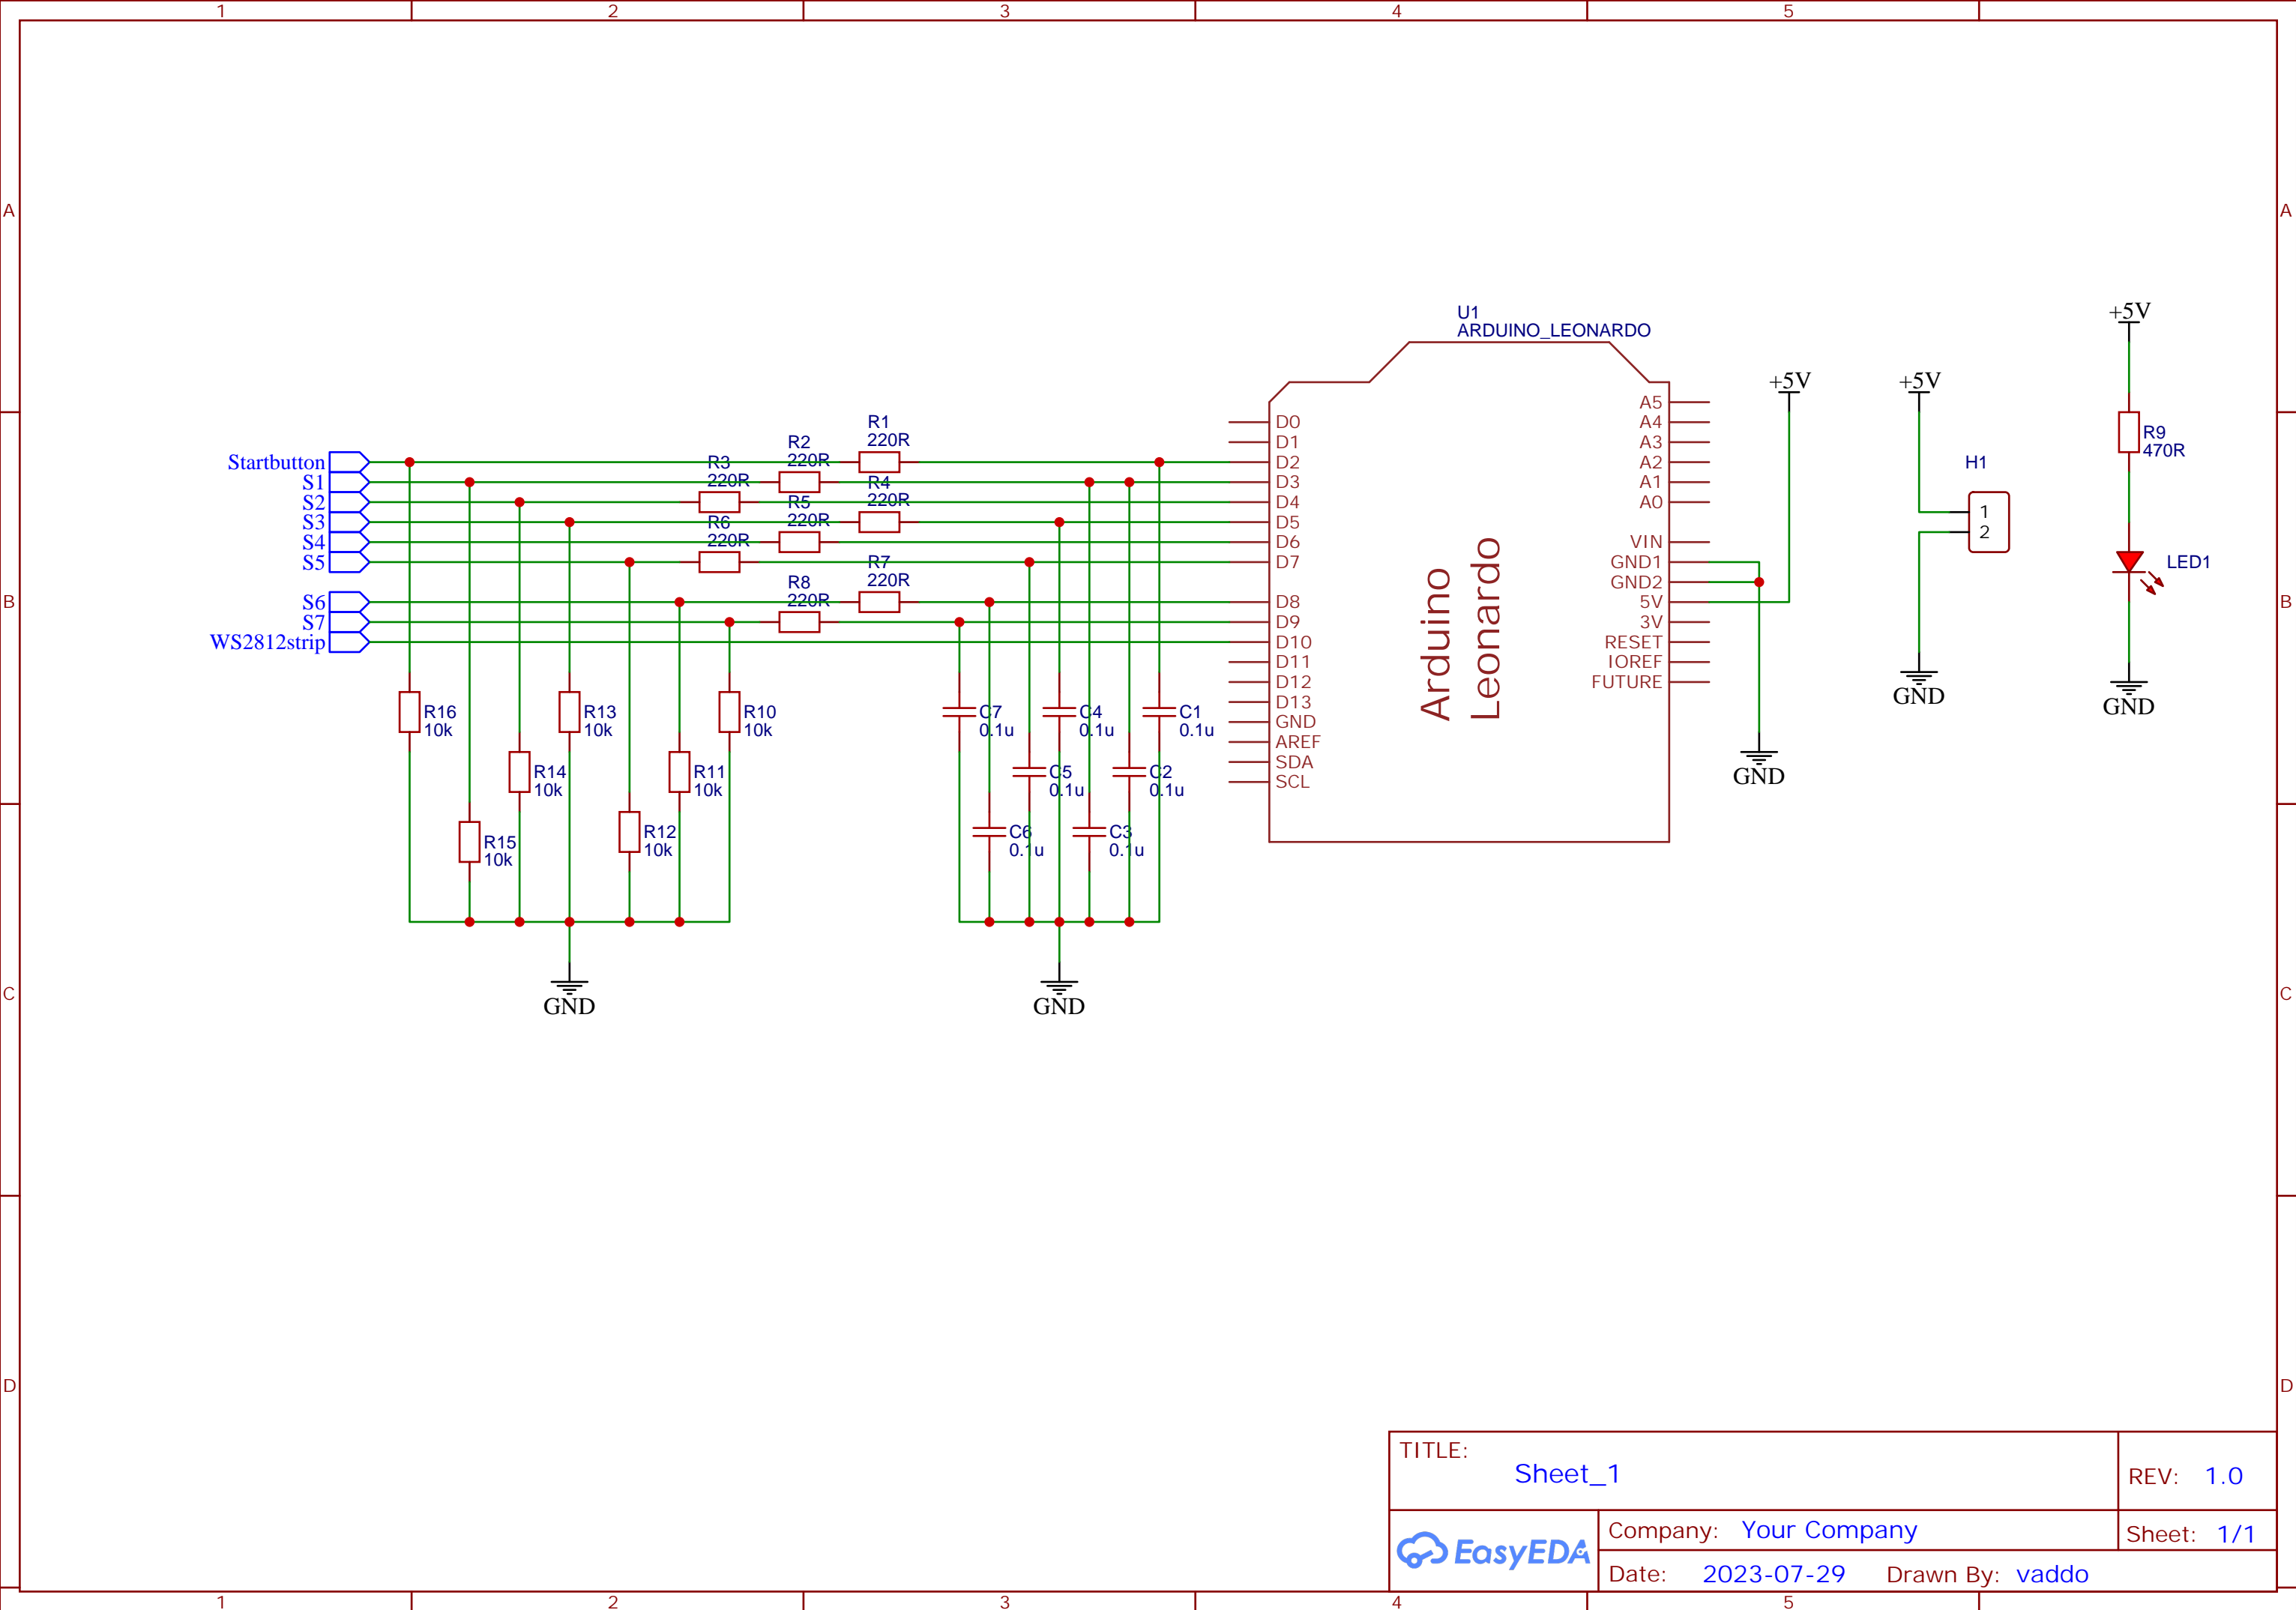 1 2 3 4 5
A A
U1
ARDUINO_LEONARDO
+5V
+5V +5V
R1
220R
R2
220R
R3
220R
R4
220R
R5
220R
R6
220R
R7
220R
R8
220R
Startbutton
S1
S2
S3
S4
S5
S6
S7
WS2812strip
D0
D1
D2
D3
D4
D5
D6
D7
D8
D9
D10
D11
D12
D13
GND
AREF
SDA
SCL
Arduino
Leonardo
A5
A4
A3
A2
A1
A0
VIN
GND1
GND2
5V
3V
RESET
IOREF
FUTURE
GND
H1
1
2
GND
R9
470R
LED1
GND
B B
R16
10k
R13
10k
R10
10k
R14
10k
R11
10k
R15
10k
R12
10k
C7
0.1u
C4
0.1u
C1
0.1u
C5
0.1u
C2
0.1u
C6
0.1u
C3
0.1u
GND GND
C C
D D
TITLE:
Sheet_1
REV: 1.0
EasyEDA
Company: Your Company
Sheet: 1/1
Date: 2023-07-29 Drawn By: vaddo
1 2 3 4 5